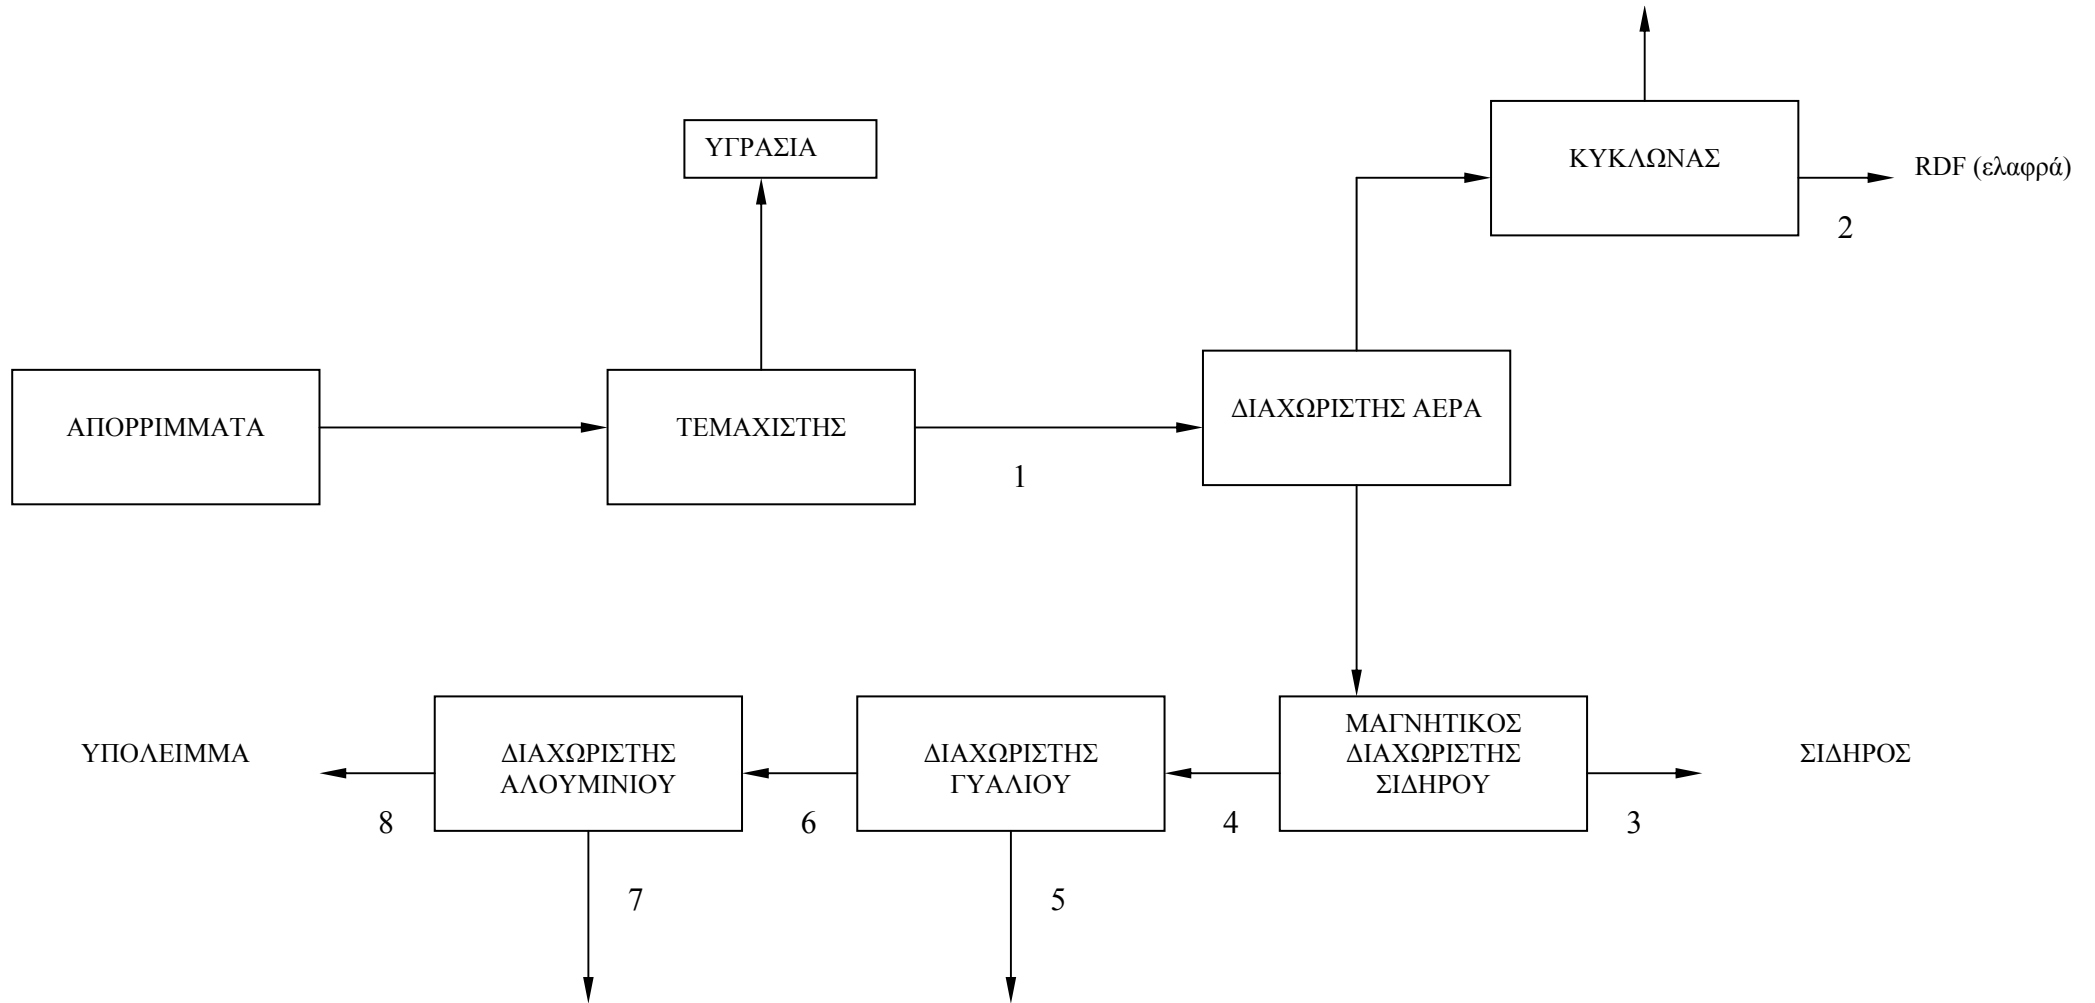 ΥΓΡΑΣΙΑ
ΚΥΚΛΩΝΑΣ
RDF (ελαφρά)
2
ΑΠΟΡΡΙΜΜΑΤΑ
ΤΕΜΑΧΙΣΤΗΣ
1
ΔΙΑΧΩΡΙΣΤΗΣ ΑΕΡΑ
ΥΠΟΛΕΙΜΜΑ
8
ΔΙΑΧΩΡΙΣΤΗΣ
ΑΛΟΥΜΙΝΙΟΥ
7
6
ΔΙΑΧΩΡΙΣΤΗΣ
ΓΥΑΛΙΟΥ
5
4
ΜΑΓΝΗΤΙΚΟΣ
ΔΙΑΧΩΡΙΣΤΗΣ
ΣΙΔΗΡΟΥ
3
ΣΙΔΗΡΟΣ